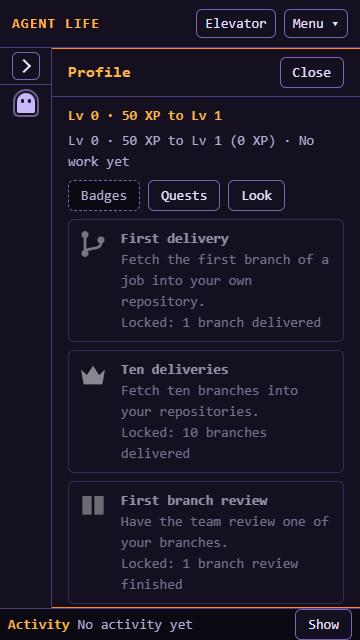 AGENT LIFE
Elevator
Menu ▾
Profile
Close
Lv 0 · 50 XP to Lv 1
Lv 0 · 50 XP to Lv 1 (0 XP) · No
work yet
Badges
Quests
Look
First delivery
Fetch the first branch of a
job into your own
repository.
Locked: 1 branch delivered
Ten deliveries
Fetch ten branches into
your repositories.
Locked: 10 branches
delivered
First branch review
Have the team review one of
your branches.
Locked: 1 branch review
finished
Activity No activity yet
Show